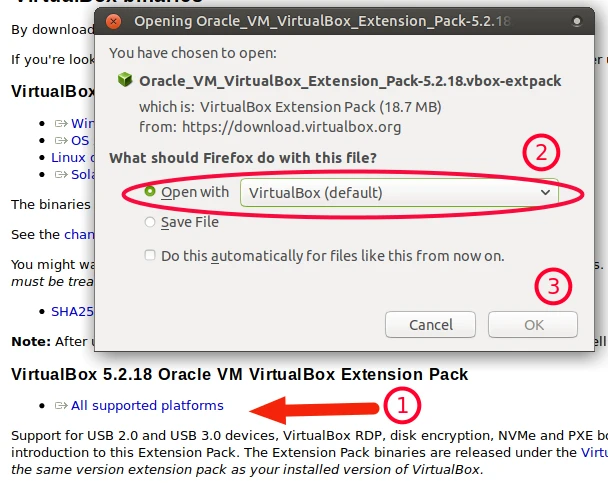 VirtualBox binaries
Opening Oracle_VM_VirtualBox_Extension_Pack-5.2.18
By download
You have chosen to open:
If you're look
Oracle_VM_VirtualBox_Extension_Pack-5.2.18.vbox-extpack
which is: VirtualBox Extension Pack (18.7 MB)
from: https://download.virtualbox.org
VirtualBox
What should Firefox do with this file?
Win
OS
Linux
Sola
2
Open with VirtualBox (default)
The binaries
Save File
See the chan
Do this automatically for files like this from now on.
You might wa
must be trea
3
SHA25
Cancel OK
Note: After u
ell
VirtualBox 5.2.18 Oracle VM VirtualBox Extension Pack
All supported platforms
1
Support for USB 2.0 and USB 3.0 devices, VirtualBox RDP, disk encryption, NVMe and PXE bo
introduction to this Extension Pack. The Extension Pack binaries are released under the Virtu
the same version extension pack as your installed version of VirtualBox.